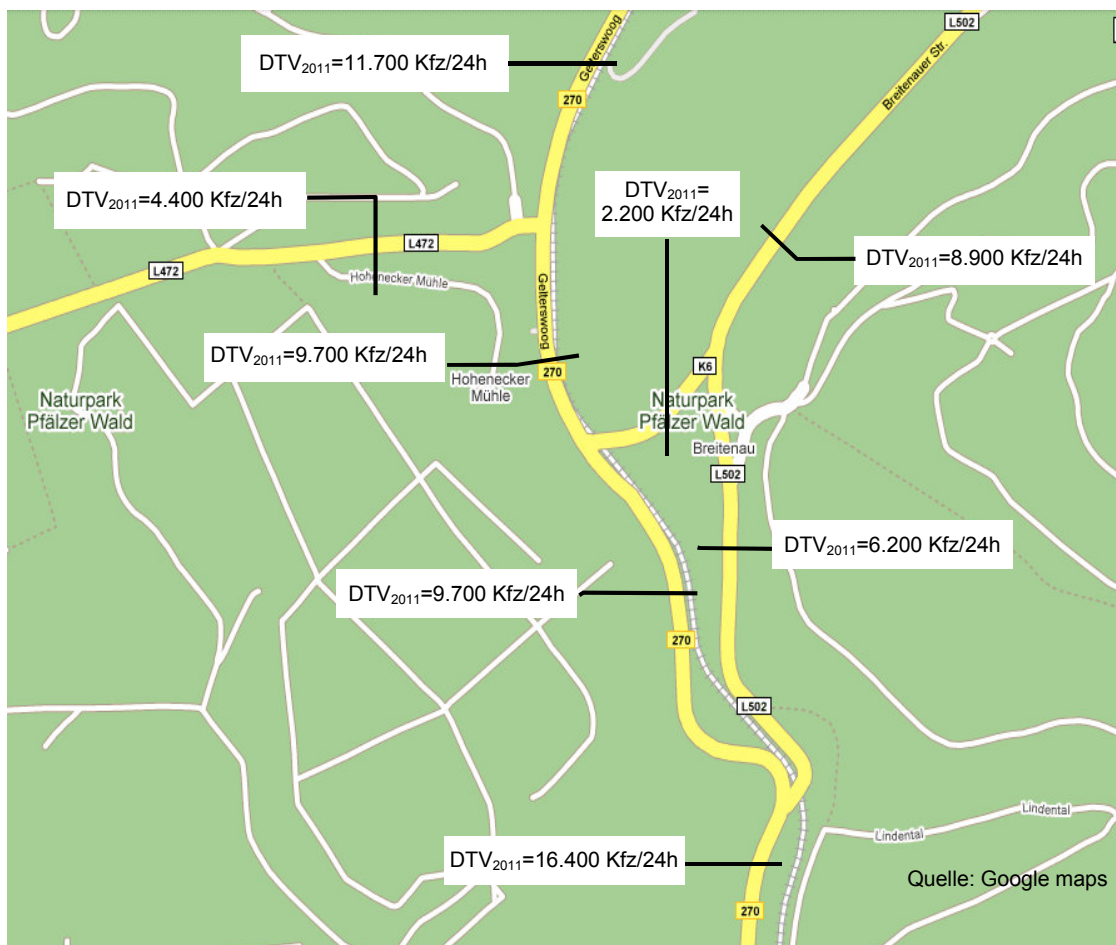 L502
DTV2011=11.700 Kfz/24h
Gelterswoog
Breitenauer Str.
270
DTV2011=4.400 Kfz/24h
DTV2011=
2.200 Kfz/24h
L472
L472
DTV2011=8.900 Kfz/24h
Hohenecker Mühle
Gelterswoog
DTV2011=9.700 Kfz/24h
270
K6
Hohenecker
Mühle
Naturpark
Pfälzer Wald
Naturpark
Pfälzer Wald
Breitenau
L502
DTV2011=6.200 Kfz/24h
DTV2011=9.700 Kfz/24h
270
L502
Lindental
Lindental
DTV2011=16.400 Kfz/24h
Quelle: Google maps
270